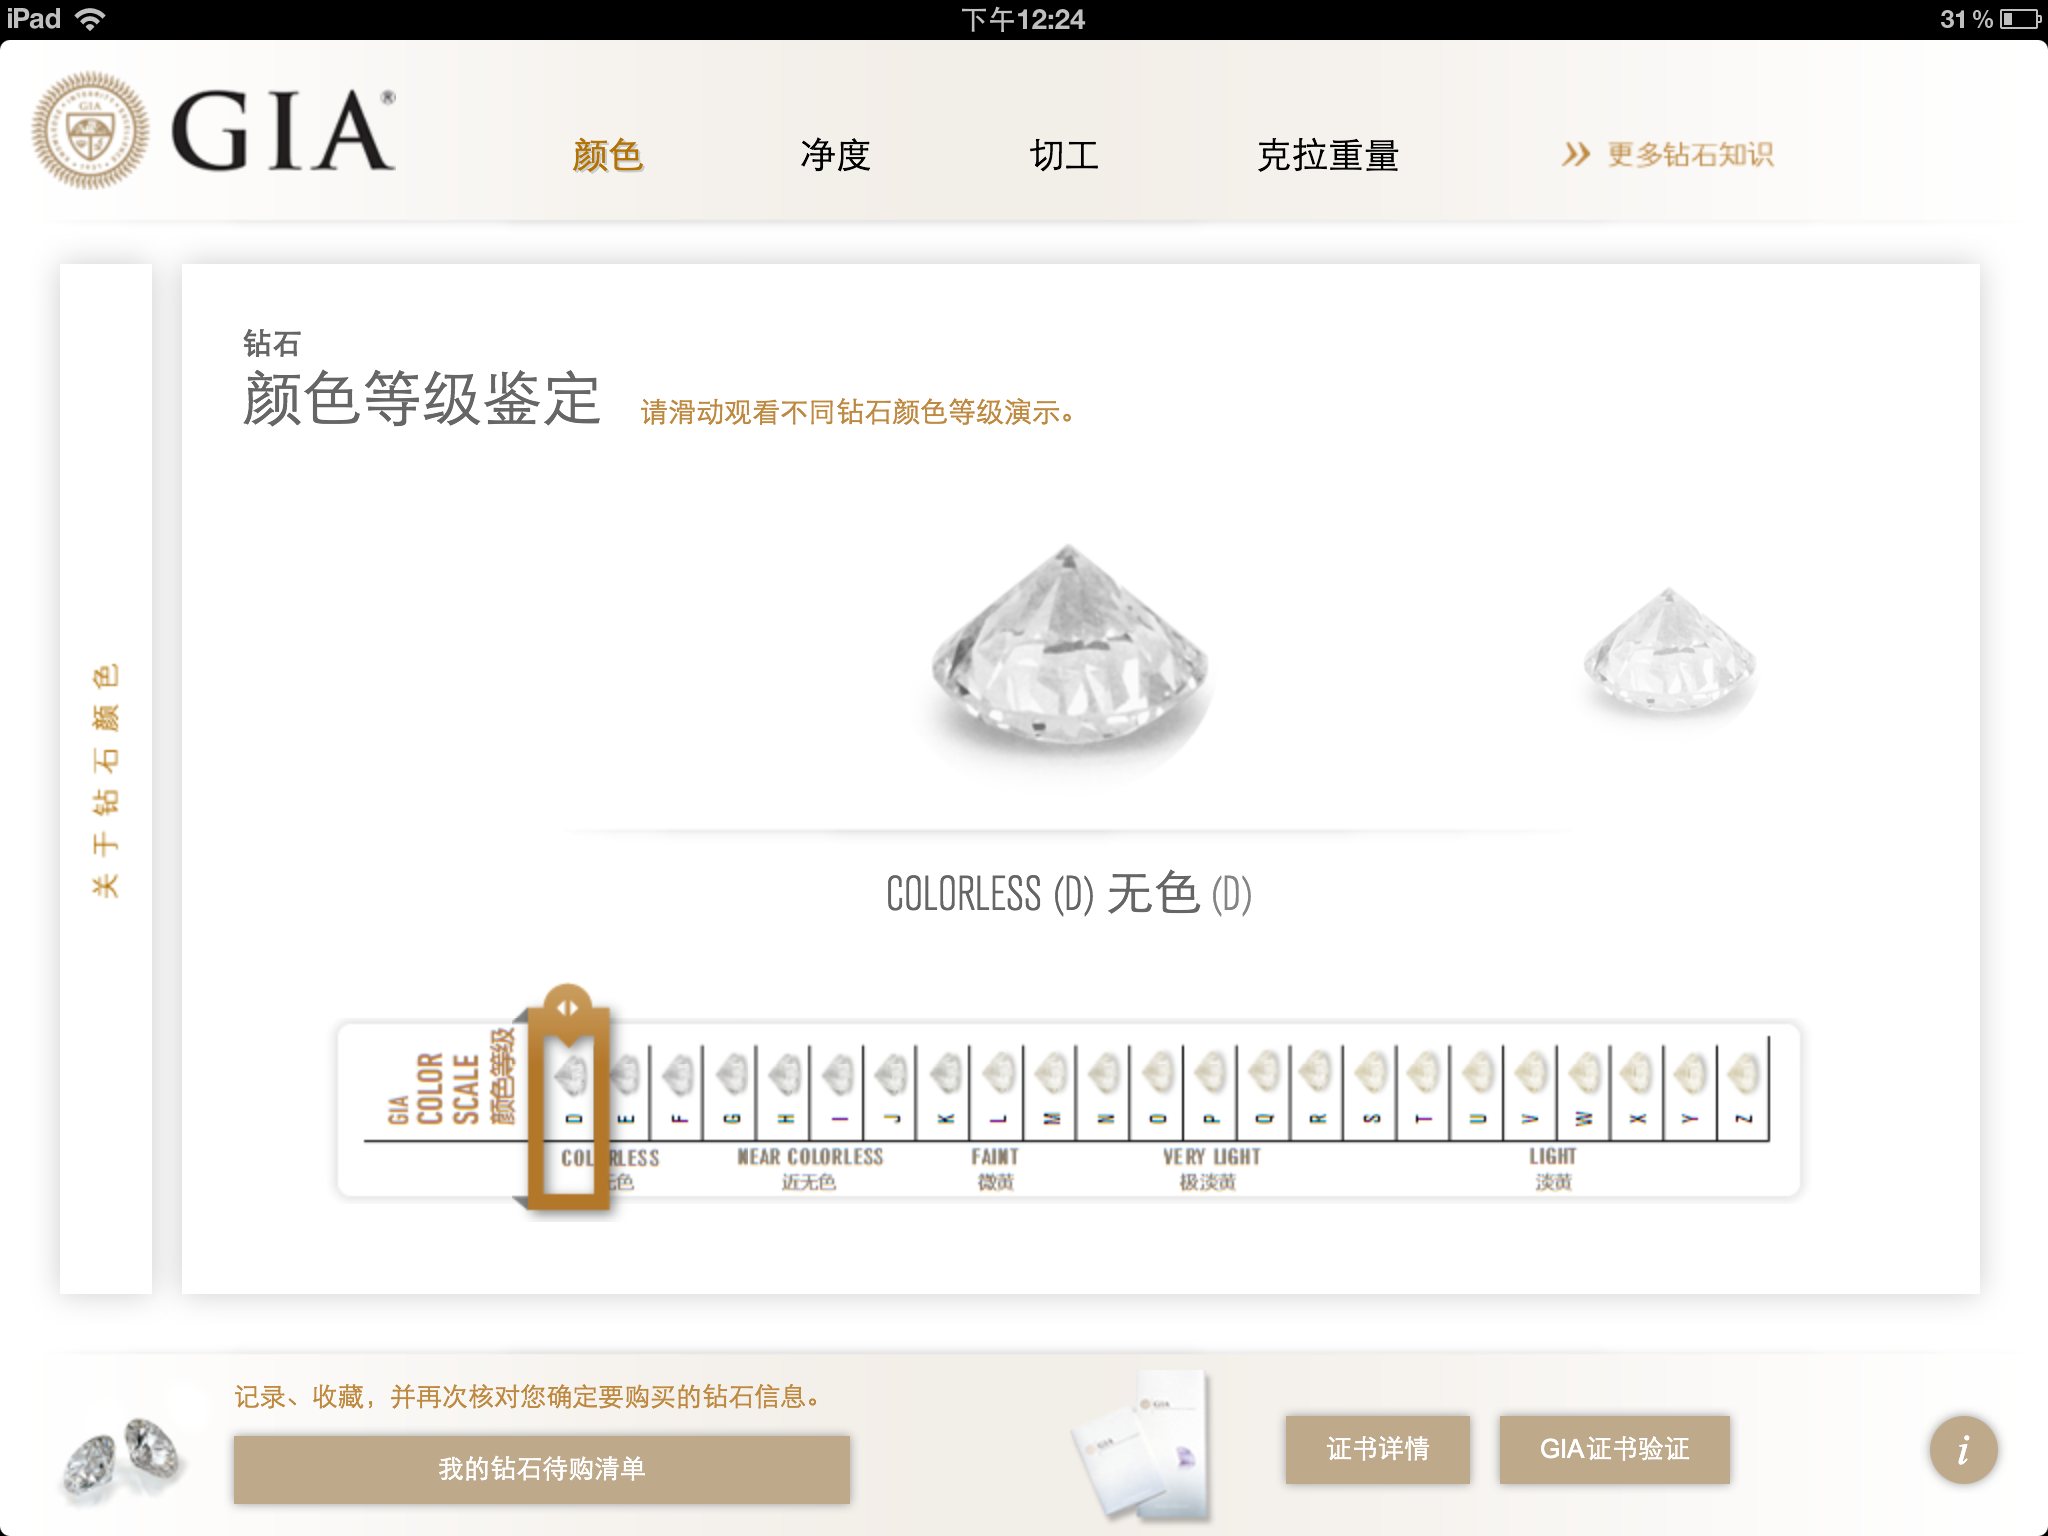 iPad
下午12:24
31 %
GIA®
颜色
净度
切工
克拉重量
更多钻石知识
关于钻石颜色
钻石
颜色等级鉴定
请滑动观看不同钻石颜色等级演示。
COLORLESS (D) 无色 (D)
GIA
COLOR
SCALE
颜色等级
D E F G H I J K L M N O P Q R S T U V W X Y Z
COLORLESS NEAR COLORLESS FAINT VERY LIGHT LIGHT
无色 近无色 微黄 极淡黄 淡黄
记录、收藏，并再次核对您确定要购买的钻石信息。
我的钻石待购清单
GIA
GIA
证书详情
GIA证书验证
i